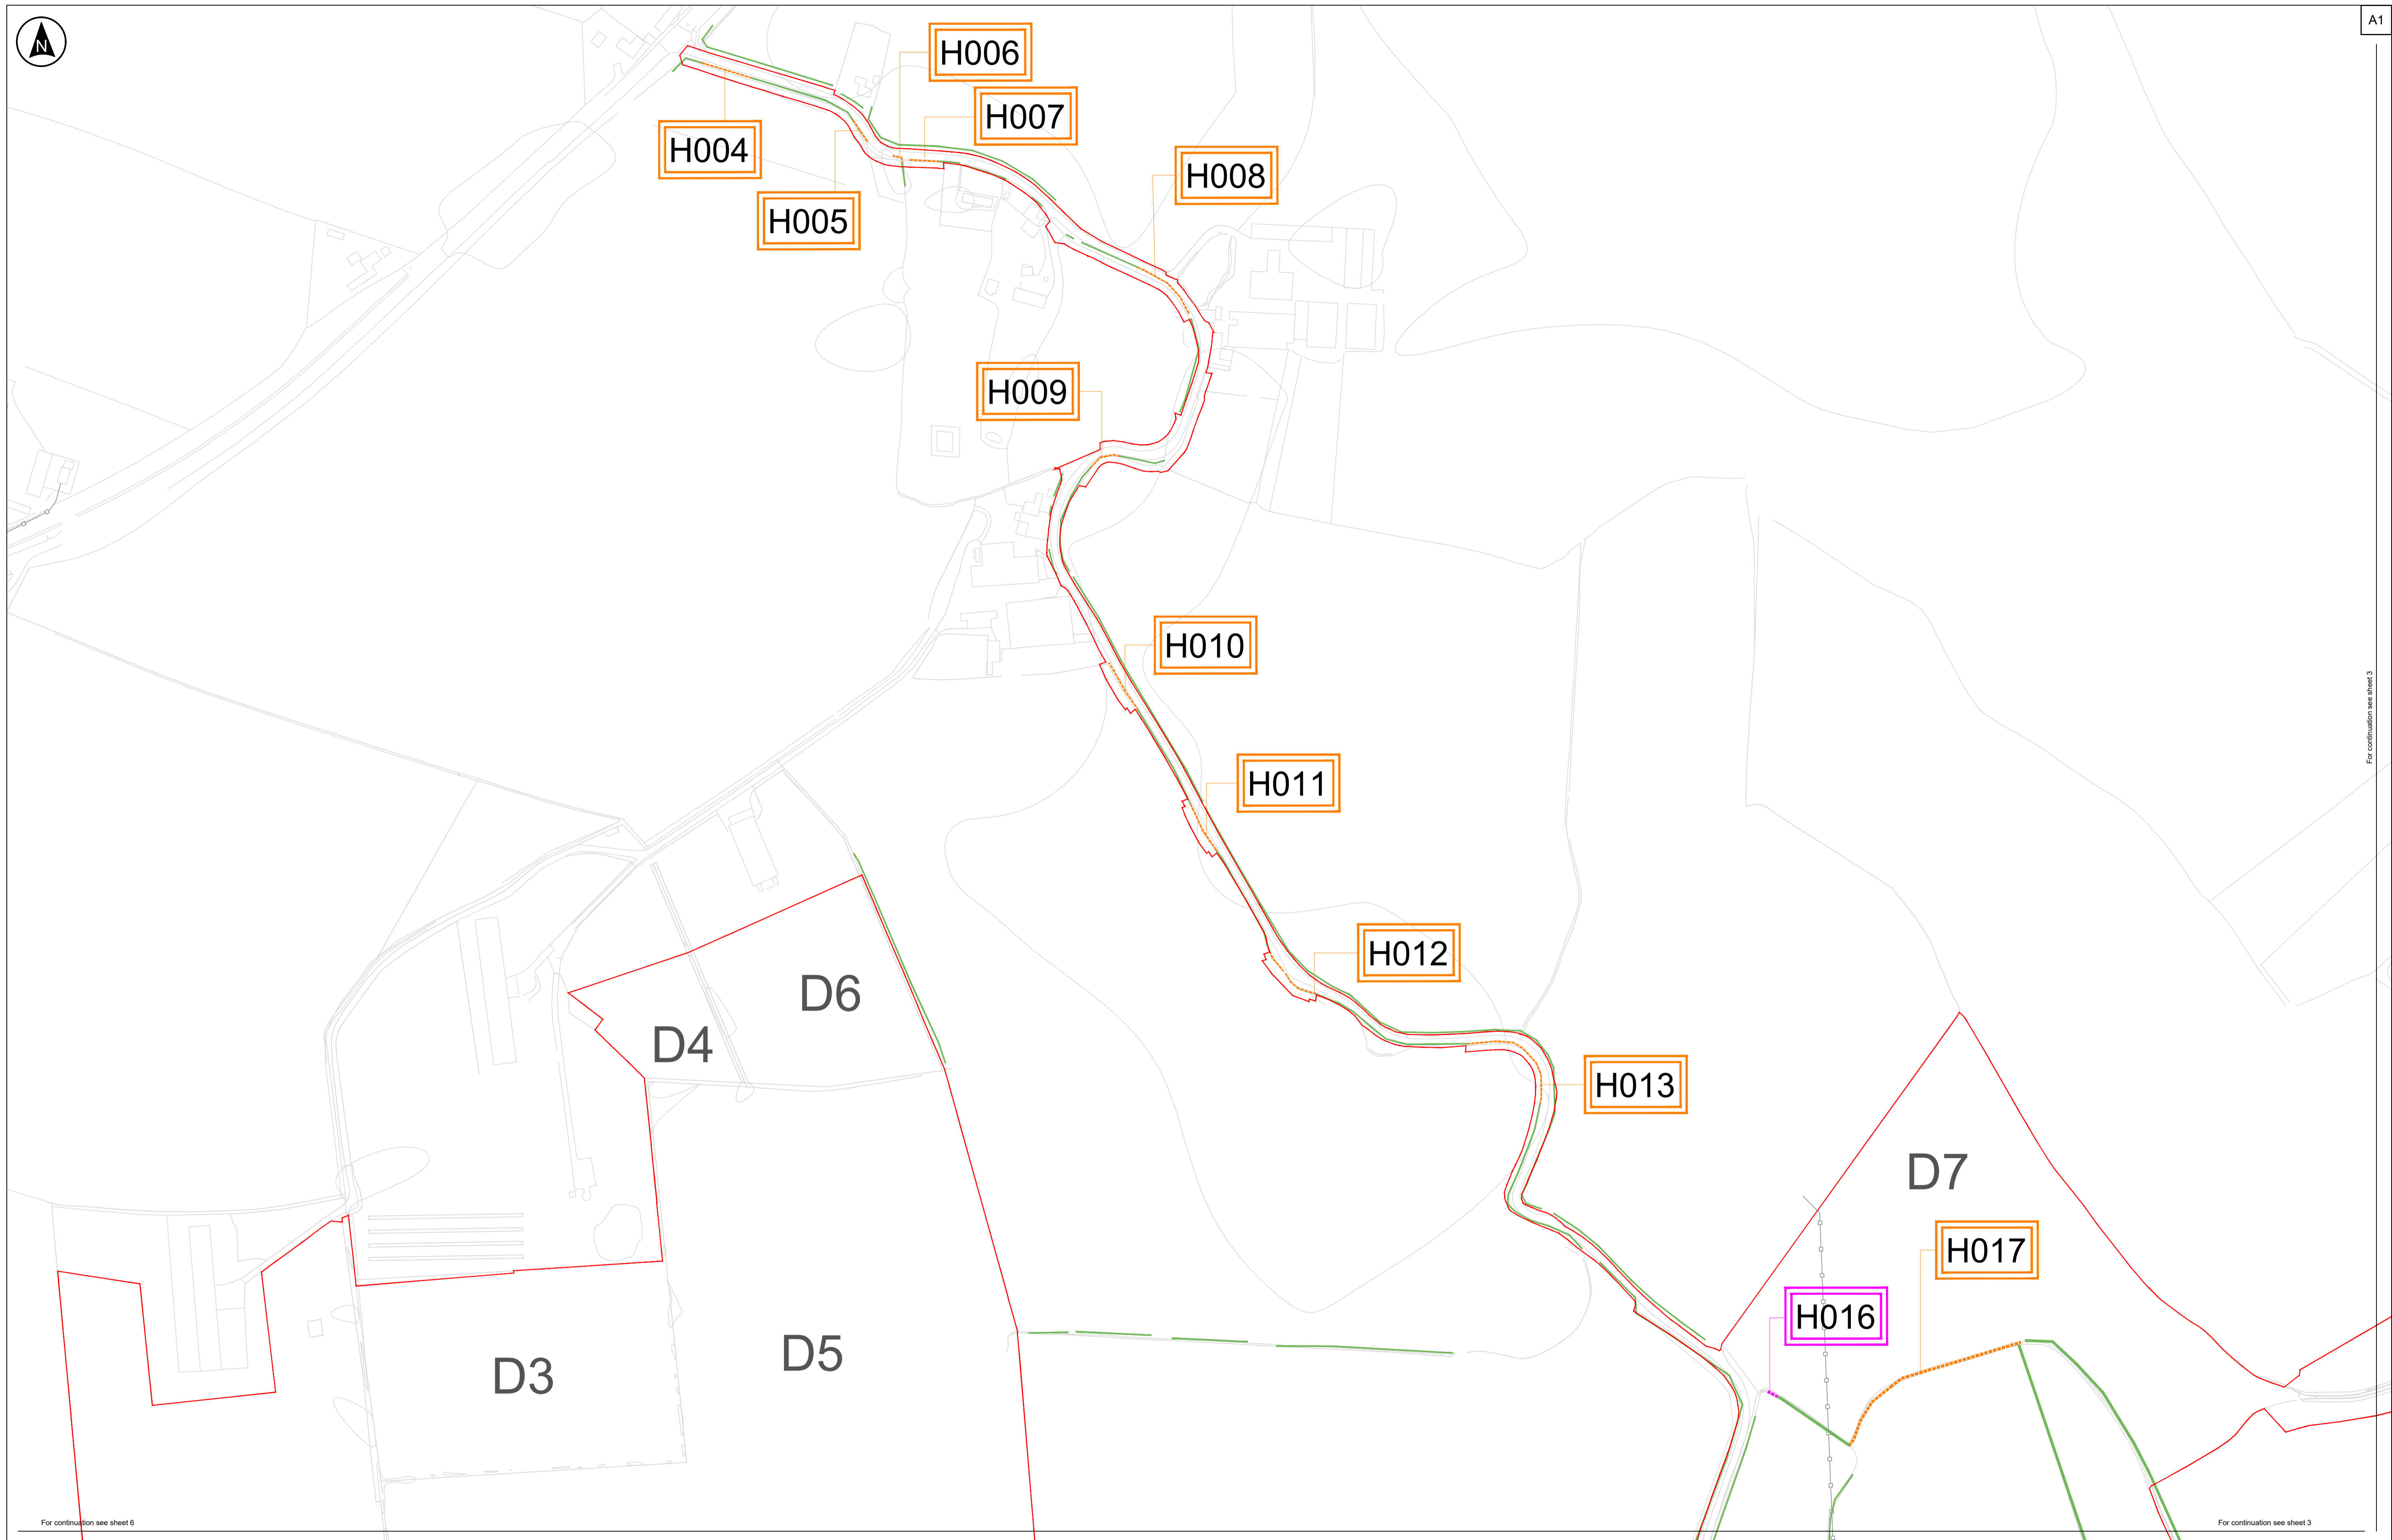 A1
N
H006
H007
H004
H008
H005
H009
H010
For continuation see sheet 3
H011
H012
D6
D4
H013
D7
H017
H016
D5
D3
For continuation see sheet 6
For continuation see sheet 3